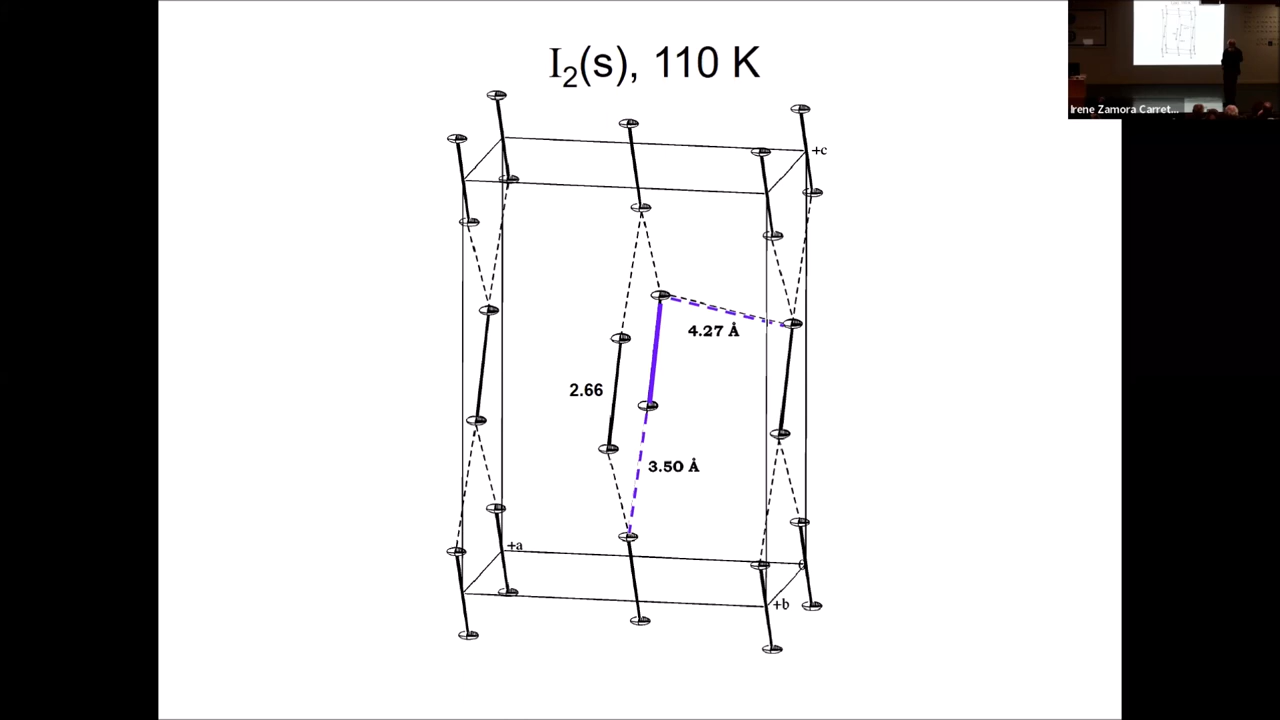 I₂(s), 110 K
Irene Zamora Carret...
+c
4.27 Å
2.66
3.50 Å
+a
+b